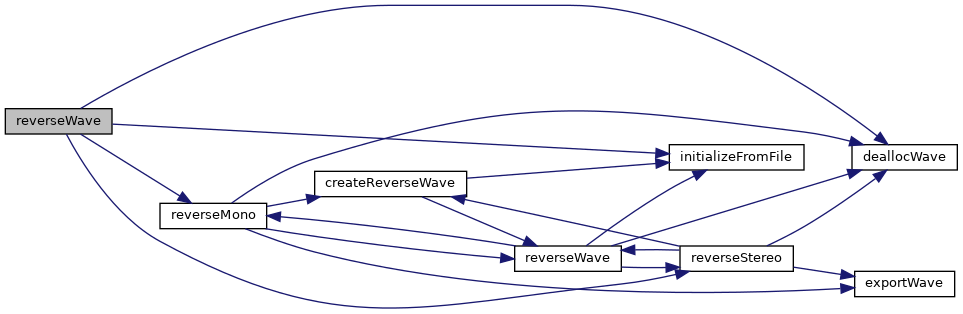 reverseWave
initializeFromFile
deallocWave
createReverseWave
reverseMono
reverseWave
reverseStereo
exportWave